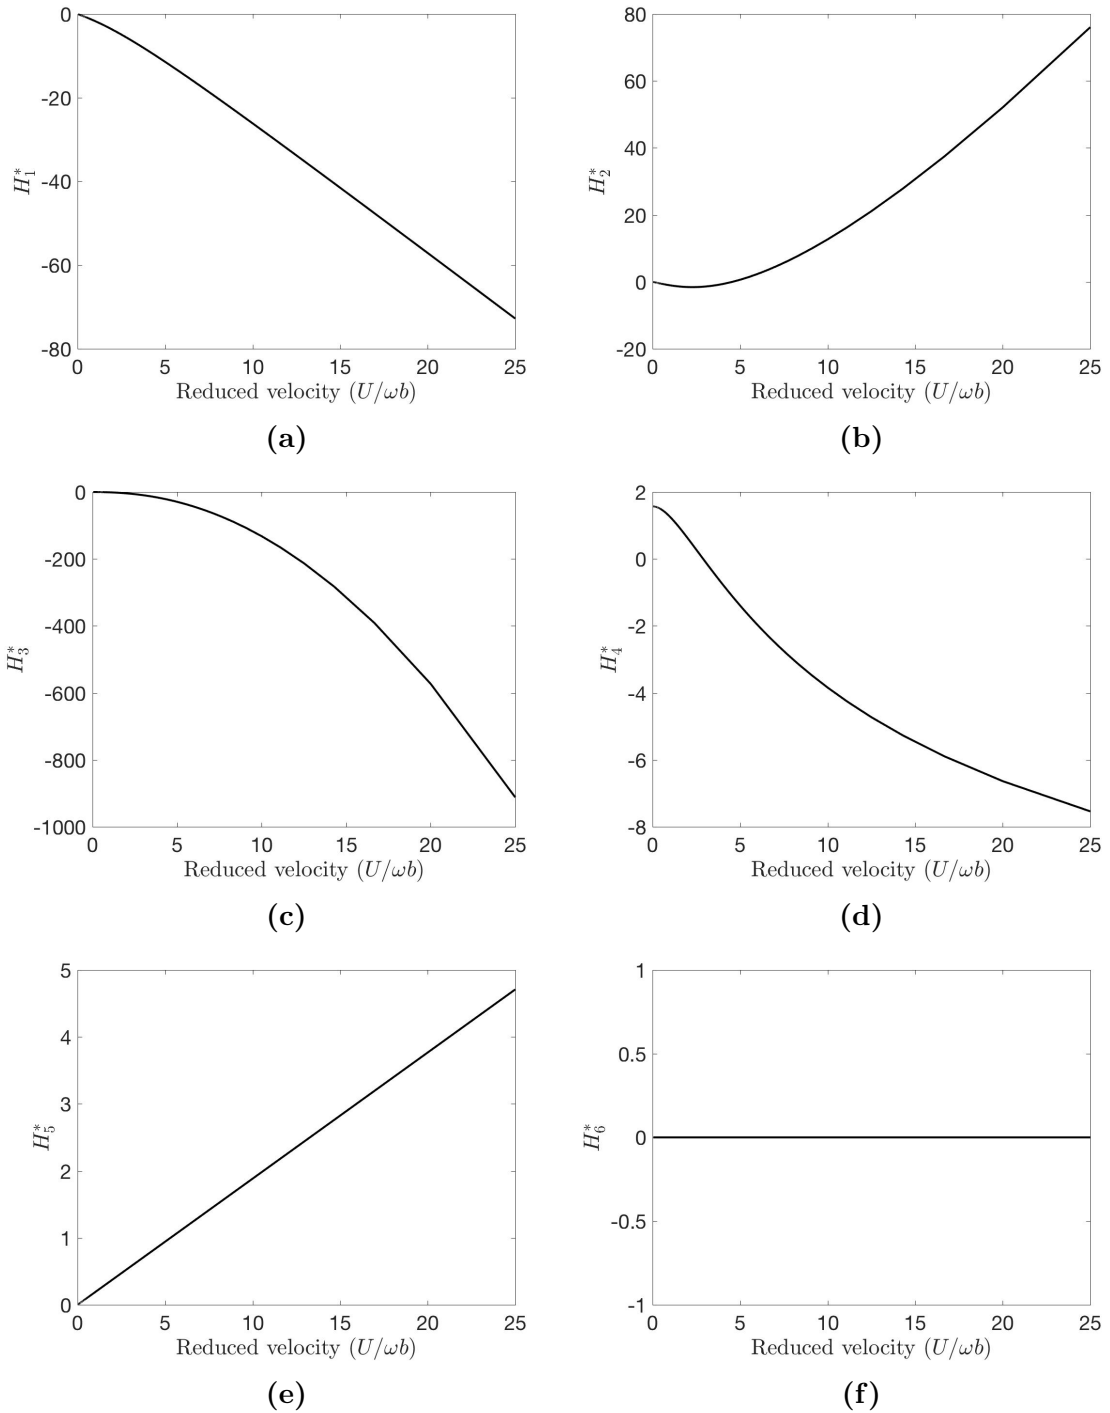 0
-20
-40
-60
-80
H₁*
0 5 10 15 20 25
Reduced velocity (U/ωb)
(a)
80
60
40
20
0
-20
H₂*
0 5 10 15 20 25
Reduced velocity (U/ωb)
(b)
0
-200
-400
-600
-800
-1000
H₃*
0 5 10 15 20 25
Reduced velocity (U/ωb)
(c)
2
0
-2
-4
-6
-8
H₄*
0 5 10 15 20 25
Reduced velocity (U/ωb)
(d)
5
4
3
2
1
0
H₅*
0 5 10 15 20 25
Reduced velocity (U/ωb)
(e)
1
0.5
0
-0.5
-1
H₆*
0 5 10 15 20 25
Reduced velocity (U/ωb)
(f)